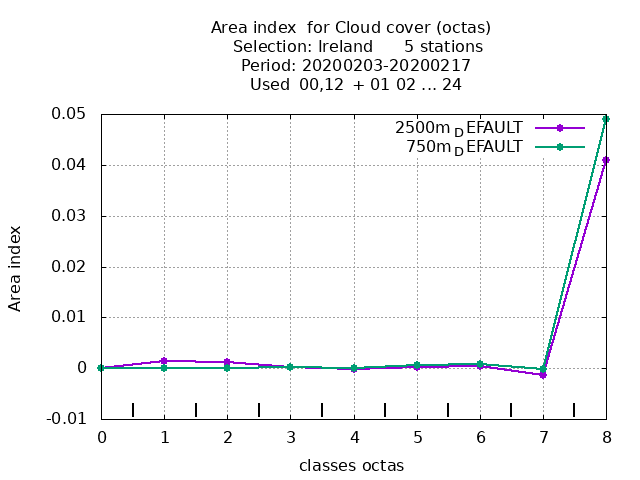 Area index  for Cloud cover (octas)
Selection: Ireland      5 stations
Period: 20200203-20200217
Used  00,12  + 01 02 ... 24
2500m_DEFAULT
750m_DEFAULT
0.05
0.04
0.03
0.02
0.01
0
-0.01
Area index
0 1 2 3 4 5 6 7 8
classes octas